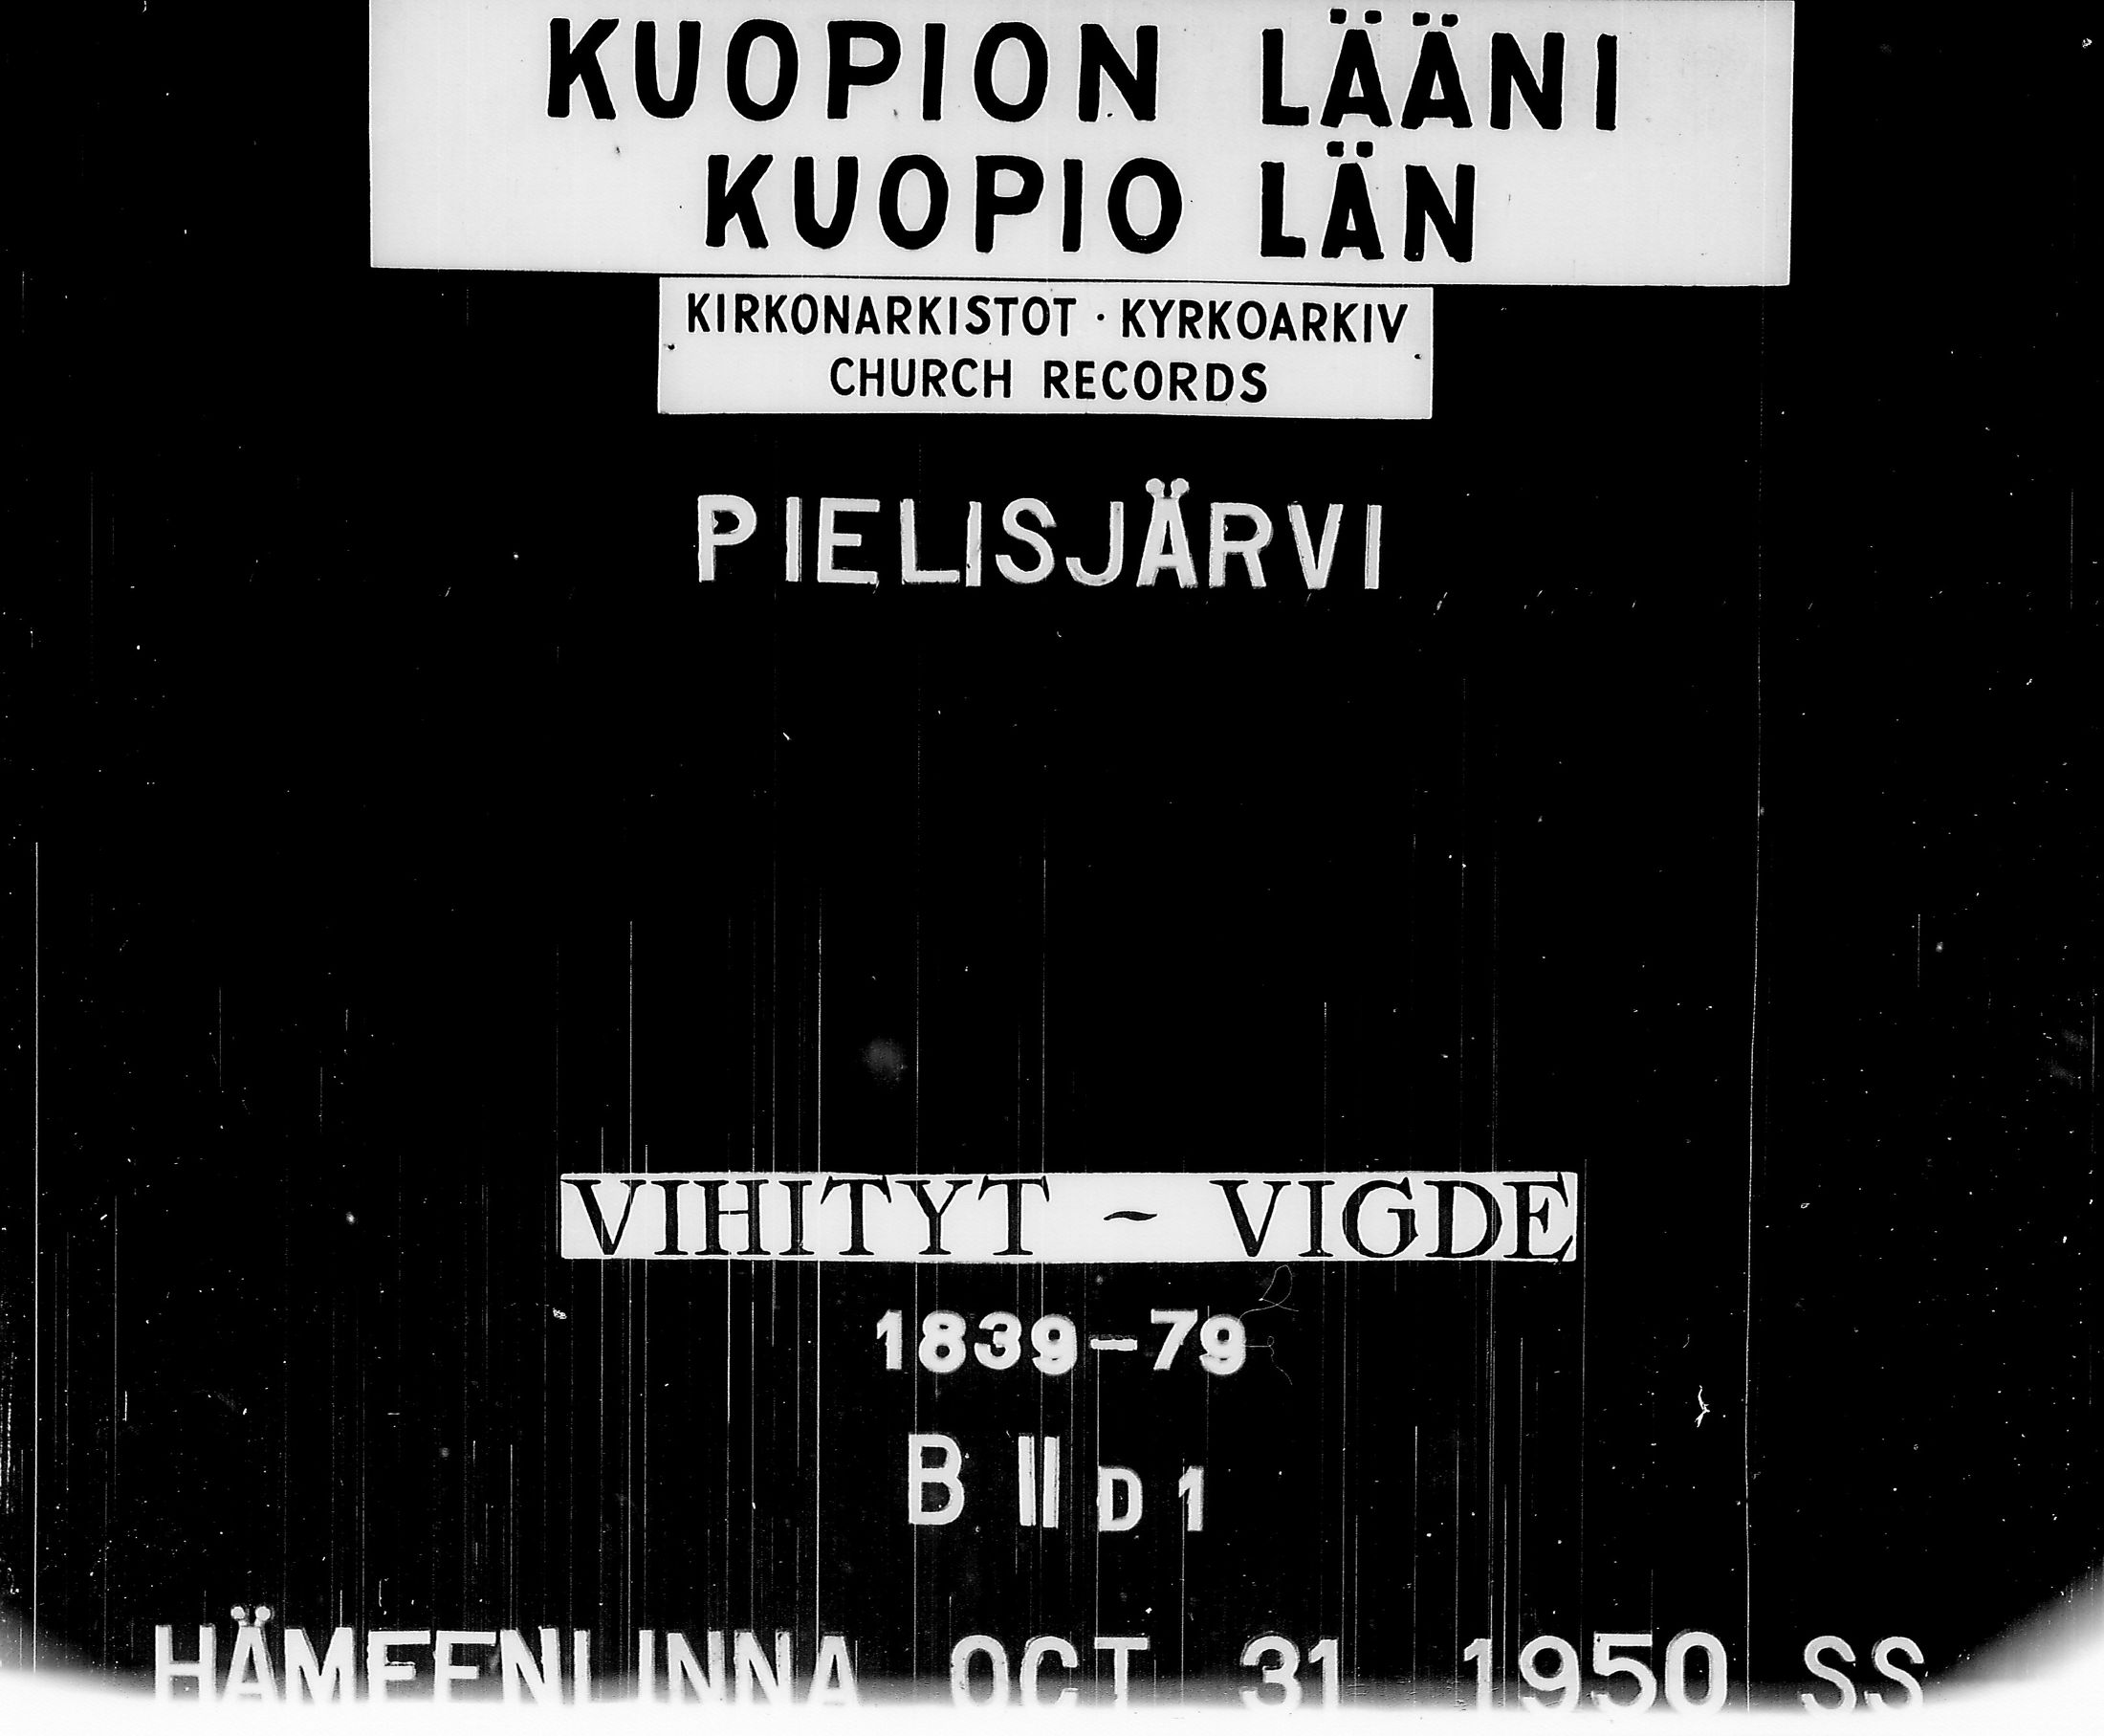 KUOPION LÄÄNI
KUOPIO LÄN
KIRKONARKISTOT · KYRKOARKIV
CHURCH RECORDS
PIELISJÄRVI
VIHITYT ~ VIGDE
1839-79
B II D 1
HÄMEENLINNA OCT 31 1950 SS